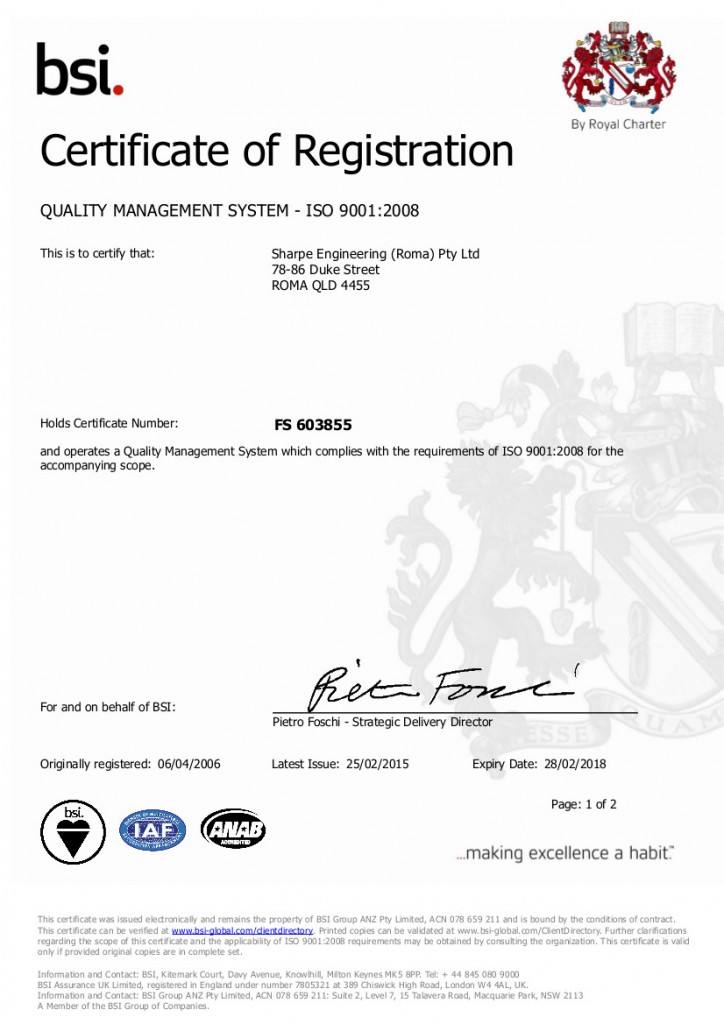 bsi.
By Royal Charter
Certificate of Registration
QUALITY MANAGEMENT SYSTEM - ISO 9001:2008
This is to certify that:
Sharpe Engineering (Roma) Pty Ltd
78-86 Duke Street
ROMA QLD 4455
Holds Certificate Number:
FS 603855
and operates a Quality Management System which complies with the requirements of ISO 9001:2008 for the
accompanying scope.
For and on behalf of BSI:
Pietro Foschi - Strategic Delivery Director
ESSE QUAM
Originally registered: 06/04/2006
Latest Issue: 25/02/2015
Expiry Date: 28/02/2018
Page: 1 of 2
bsi.
IAF
ANAB
ACCREDITED
...making excellence a habit.™
This certificate was issued electronically and remains the property of BSI Group ANZ Pty Limited, ACN 078 659 211 and is bound by the conditions of contract.
This certificate can be verified at www.bsi-global.com/clientdirectory. Printed copies can be validated at www.bsi-global.com/ClientDirectory. Further clarifications
regarding the scope of this certificate and the applicability of ISO 9001:2008 requirements may be obtained by consulting the organization. This certificate is valid
only if provided original copies are in complete set.
Information and Contact: BSI, Kitemark Court, Davy Avenue, Knowlhill, Milton Keynes MK5 8PP. Tel: + 44 845 080 9000
BSI Assurance UK Limited, registered in England under number 7805321 at 389 Chiswick High Road, London W4 4AL, UK.
Information and Contact: BSI Group ANZ Pty Limited, ACN 078 659 211: Suite 2, Level 7, 15 Talavera Road, Macquarie Park, NSW 2113
A Member of the BSI Group of Companies.